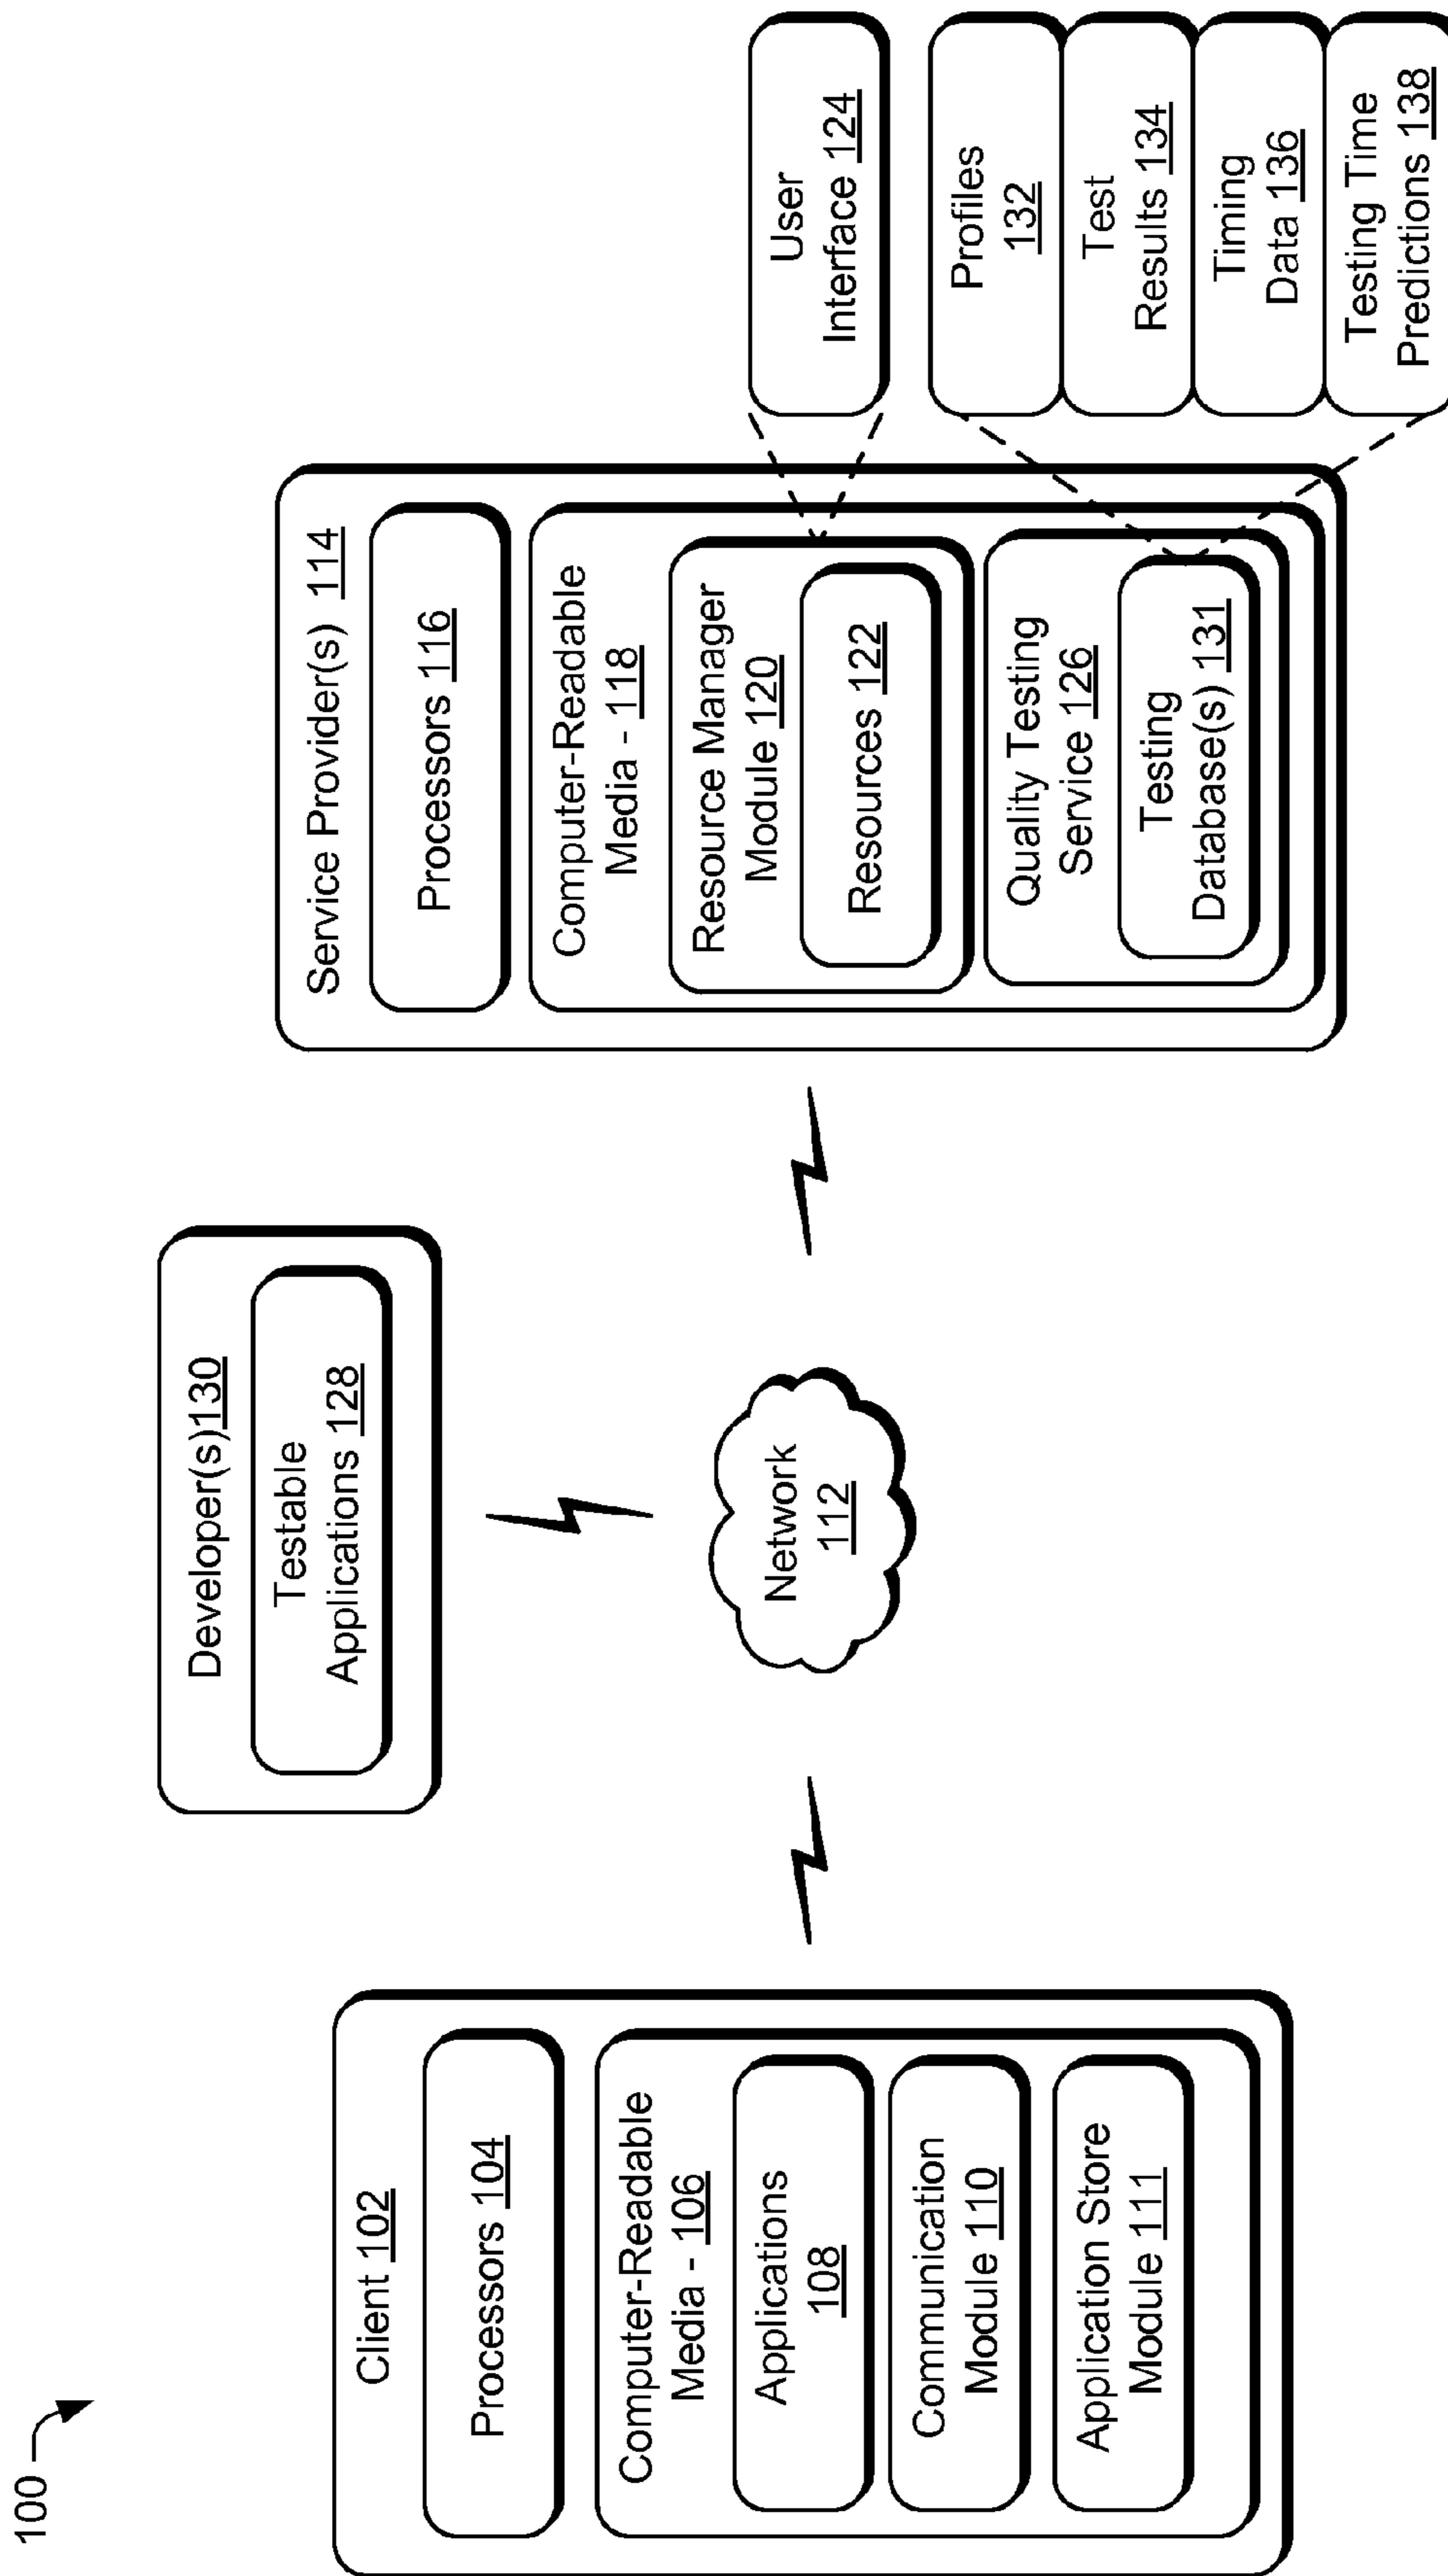 100
Client 102
Processors 104
Computer-Readable
Media - 106
Applications
108
Communication
Module 110
Application Store
Module 111
Developer(s)130
Testable
Applications 128
Network
112
Service Provider(s) 114
Processors 116
Computer-Readable
Media - 118
Resource Manager
Module 120
Resources 122
Quality Testing
Service 126
Testing
Database(s) 131
User
Interface 124
Profiles
132
Test
Results 134
Timing
Data 136
Testing Time
Predictions 138